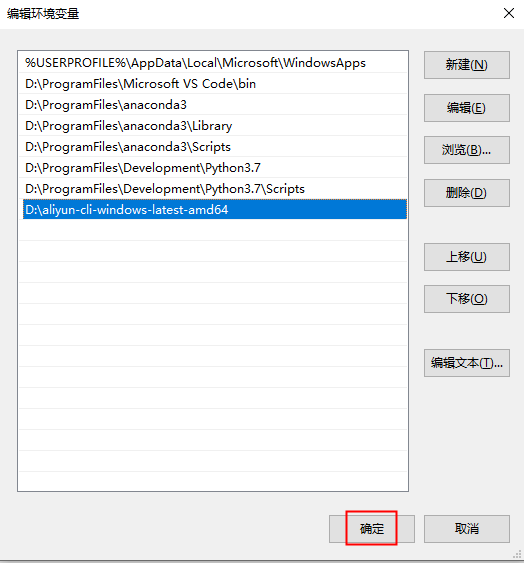 编辑环境变量
%USERPROFILE%\AppData\Local\Microsoft\WindowsApps
D:\ProgramFiles\Microsoft VS Code\bin
D:\ProgramFiles\anaconda3
D:\ProgramFiles\anaconda3\Library
D:\ProgramFiles\anaconda3\Scripts
D:\ProgramFiles\Development\Python3.7
D:\ProgramFiles\Development\Python3.7\Scripts
D:\aliyun-cli-windows-latest-amd64
新建(N)
编辑(E)
浏览(B)...
删除(D)
上移(U)
下移(O)
编辑文本(T)...
确定
取消